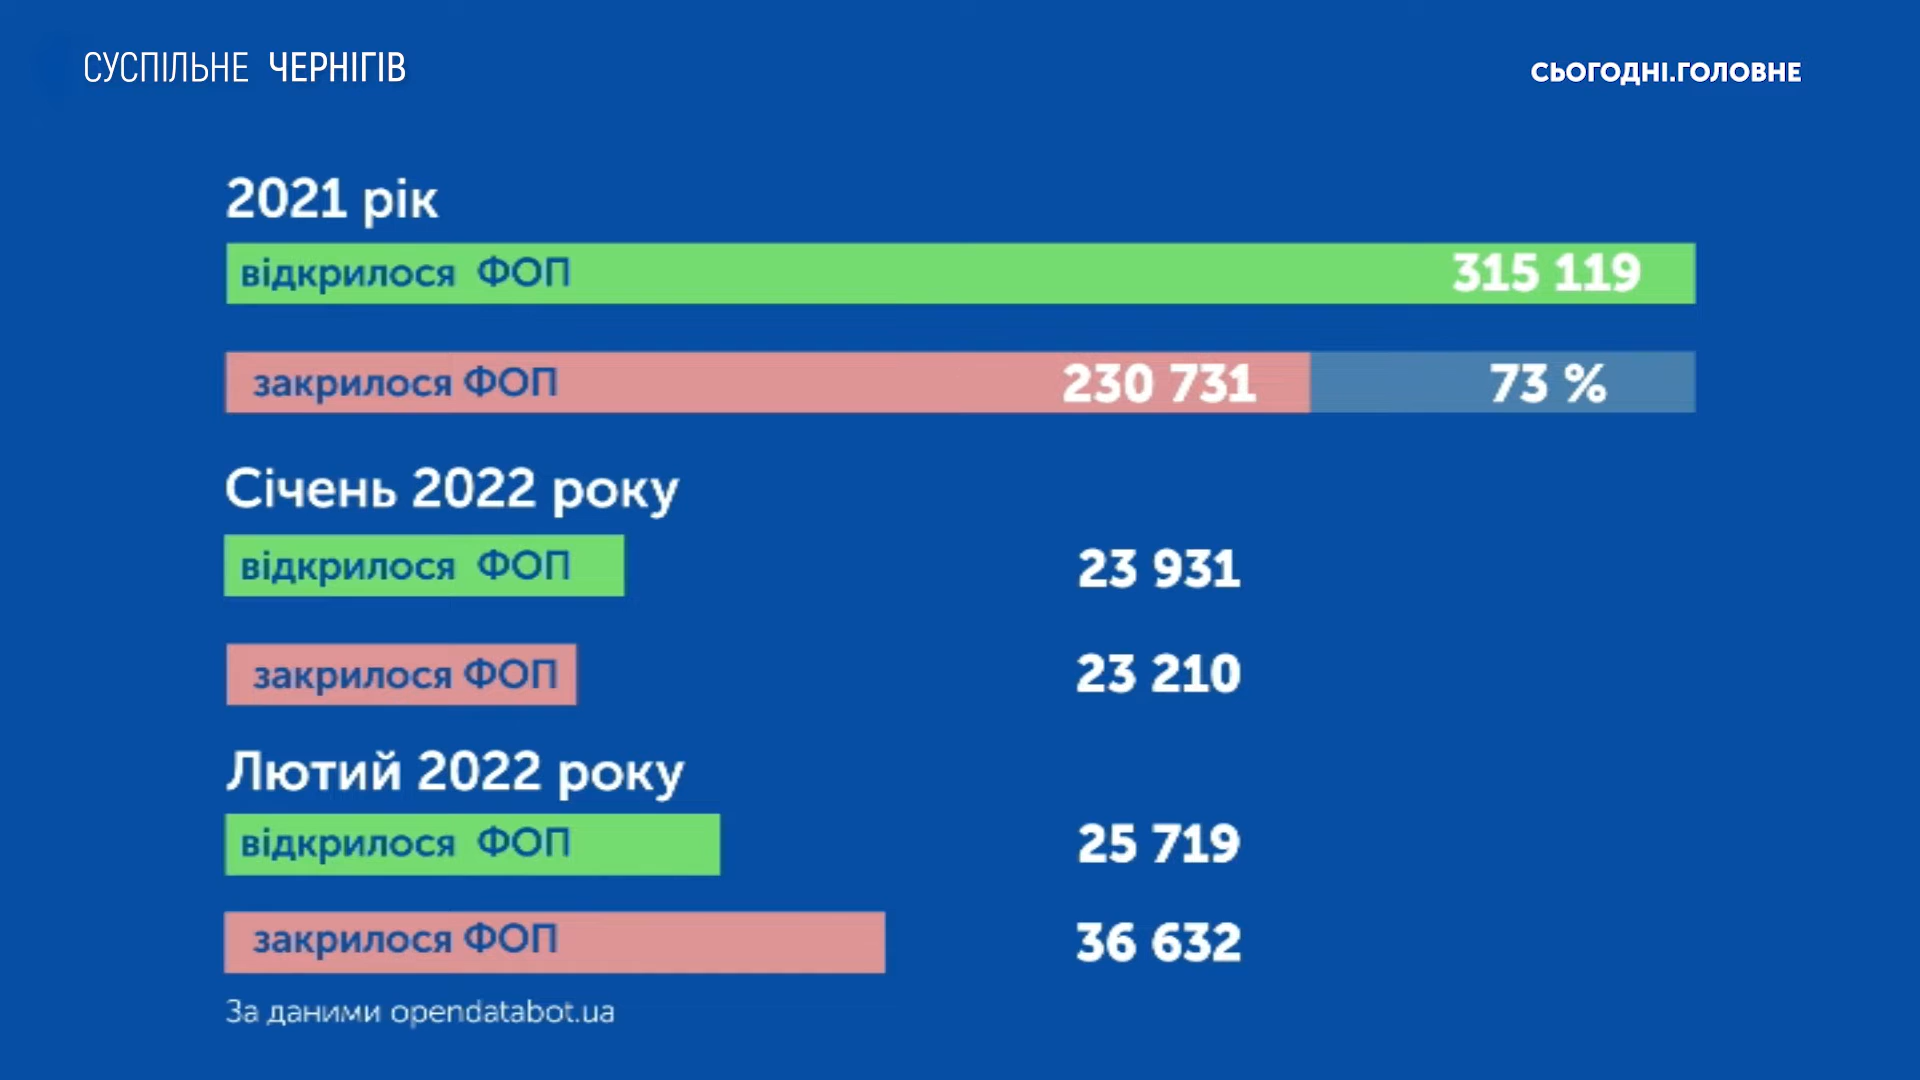 СУСПІЛЬНЕ ЧЕРНІГІВ
СЬОГОДНІ.ГОЛОВНЕ
2021 рік
відкрилося ФОП 315 119
закрилося ФОП 230 731 73 %
Січень 2022 року
відкрилося ФОП 23 931
закрилося ФОП 23 210
Лютий 2022 року
відкрилося ФОП 25 719
закрилося ФОП 36 632
За даними opendatabot.ua